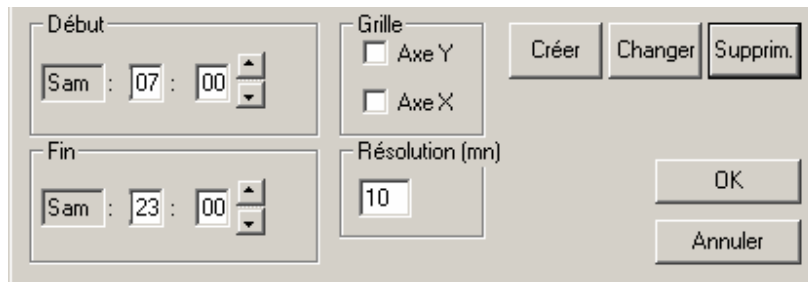 Début
Sam : 07 : 00
Grille
Axe Y
Axe X
Créer
Changer
Supprim.
Fin
Sam : 23 : 00
Résolution (mn)
10
OK
Annuler